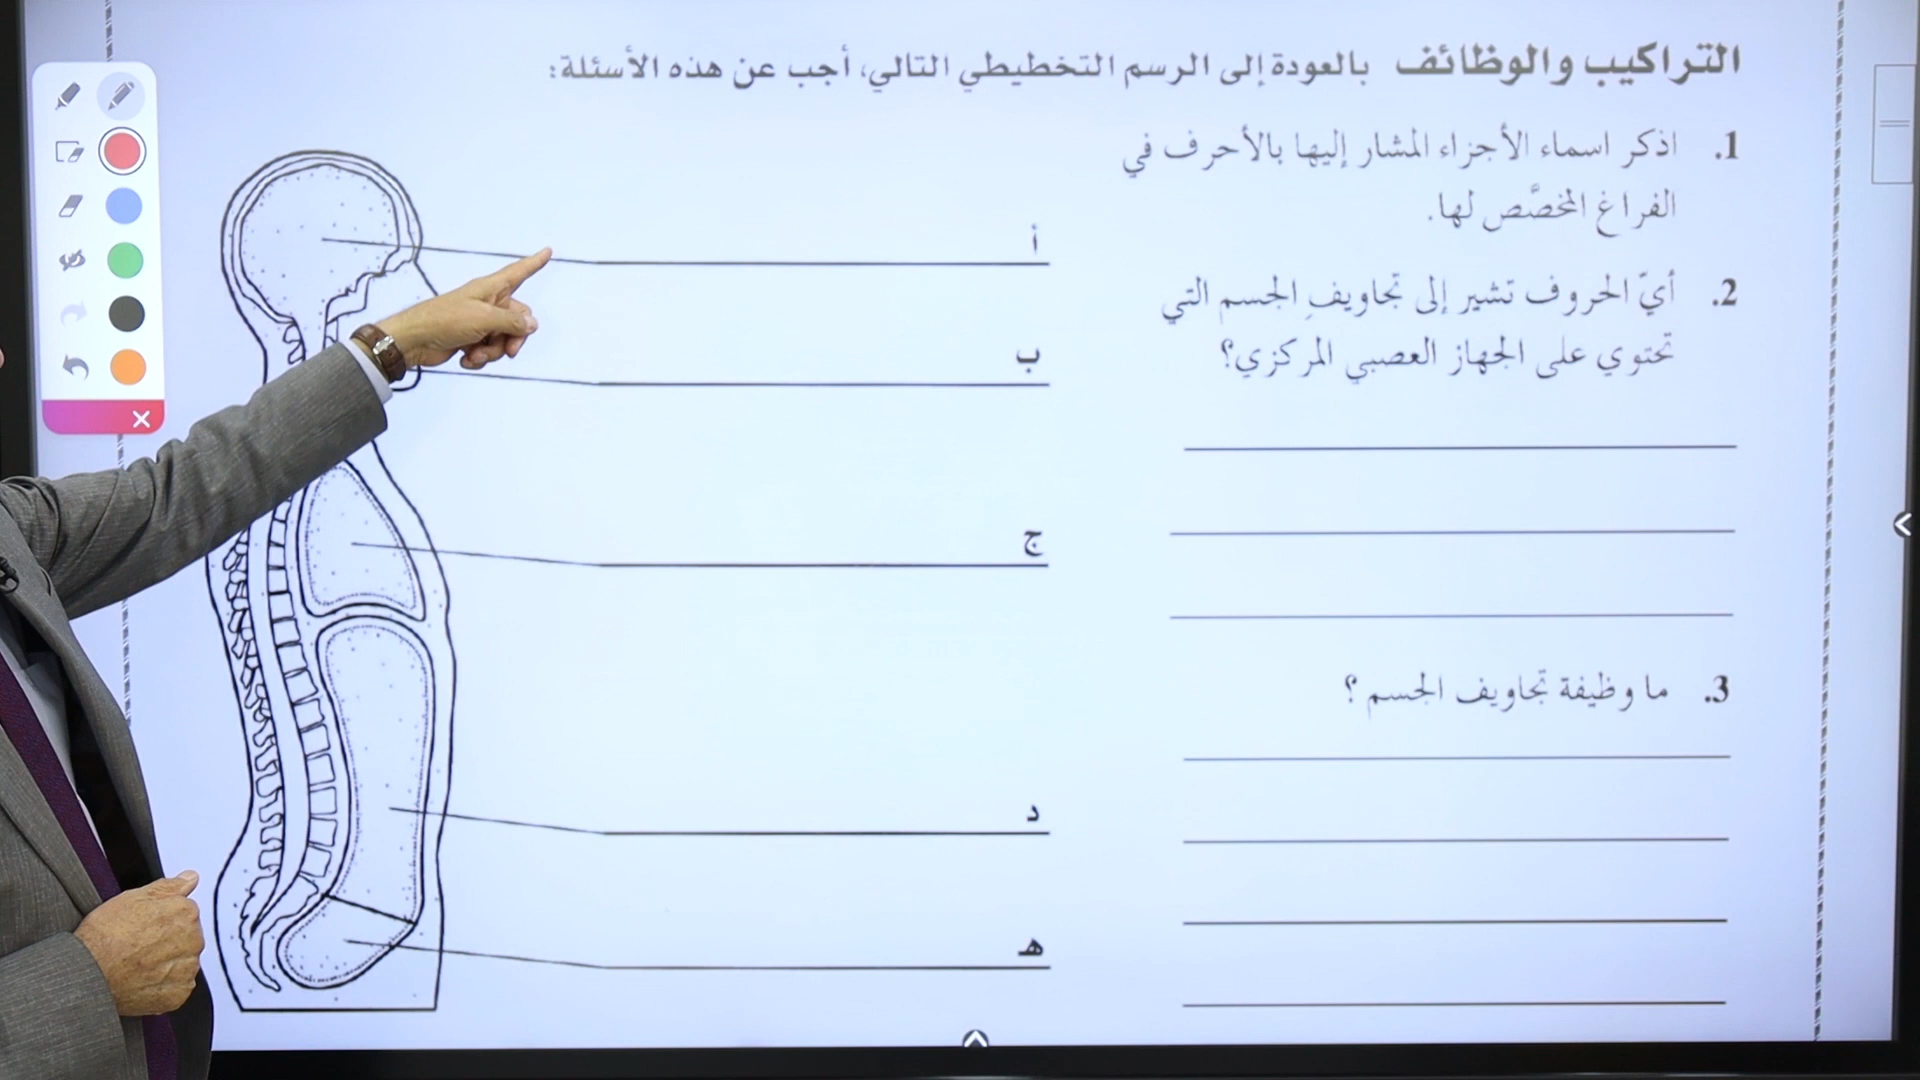 التراكيب والوظائف بالعودة إلى الرسم التخطيطي التالي، أجب عن هذه الأسئلة:
1. اذكر اسماء الأجزاء المشار إليها بالأحرف في
الفراغ المخصَّص لها.
2. أيّ الحروف تشير إلى تجاويفِ الجسم التي
تحتوي على الجهاز العصبي المركزي؟
3. ما وظيفة تجاويف الجسم ؟
أ
ب
ج
د
هـ